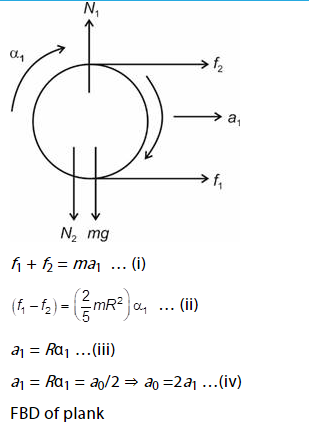 N₁
α₁
f₂
a₁
f₁
N₂ mg
f₁ + f₂ = ma₁ ... (i)
(f₁ – f₂) = (2/5 mR²) α₁ ... (ii)
a₁ = Rα₁ ...(iii)
a₁ = Rα₁ = a₀/2 ⇒ a₀ =2a₁ ...(iv)
FBD of plank